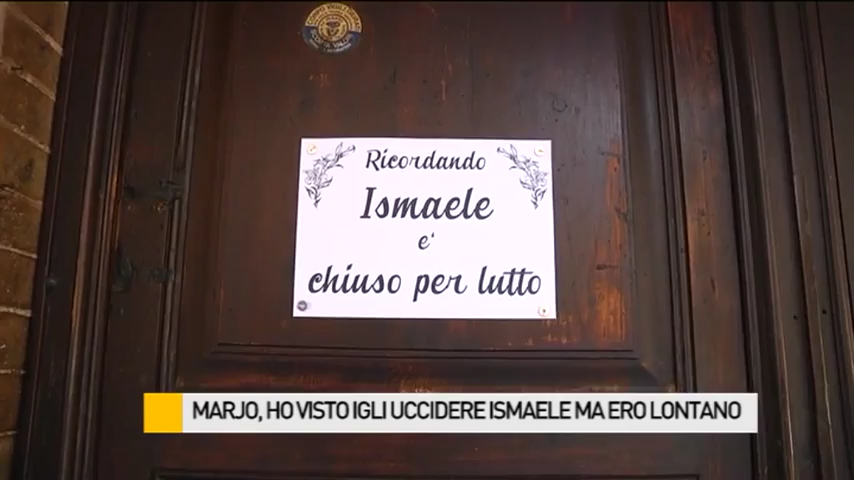 Ricordando
Ismaele
e'
chiuso per lutto
MARJO, HO VISTO IGLI UCCIDERE ISMAELE MA ERO LONTANO